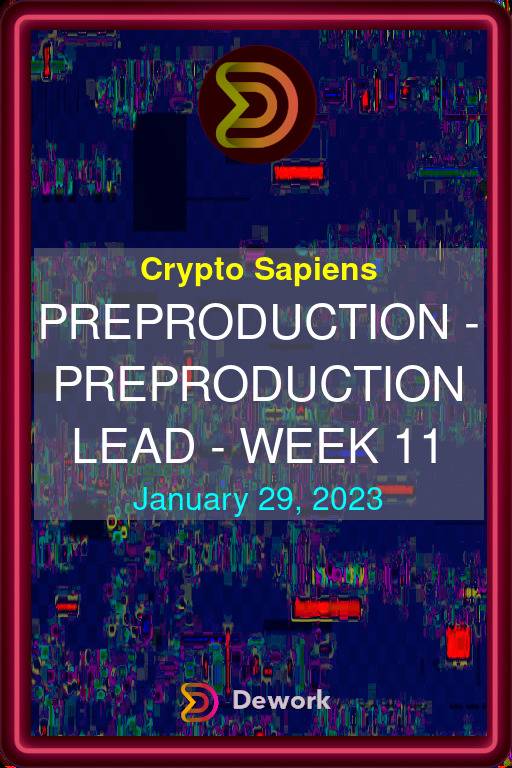 Crypto Sapiens
PREPRODUCTION -
PREPRODUCTION
LEAD - WEEK 11
January 29, 2023
Dework